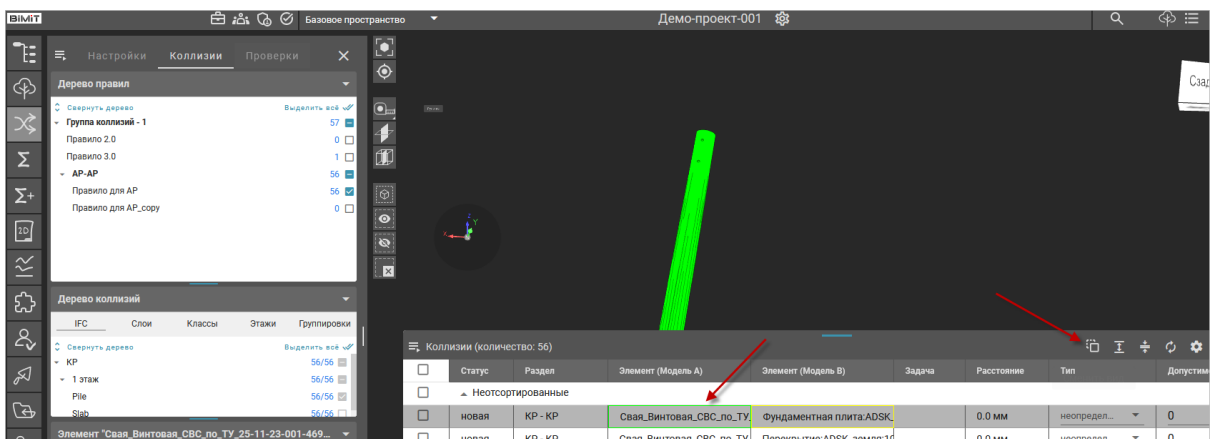 BIMIT
Базовое пространство
Демо-проект-001
Настройки Коллизии Проверки
Дерево правил
Свернуть дерево Выделить всё
Группа коллизий - 1 57
Правило 2.0 0
Правило 3.0 1
АР-АР 56
Правило для АР 56
Правило для АР_copy 0
Дерево коллизий
IFC Слои Классы Этажи Группировки
Свернуть дерево Выделить всё
КР 56/56
1 этаж 56/56
Pile 56/56
Slab 56/56
Элемент "Свая_Винтовая_СВС_по_ТУ_25-11-23-001-469...
2D
Z
Y
X
Коллизии (количество: 56)
Статус Раздел Элемент (Модель A) Элемент (Модель B) Задача Расстояние Тип Допустим
Неотсортированные
новая КР - КР Свая_Винтовая_СВС_по_ТУ_ Фундаментная плита:ADSK_ 0.0 мм неопредел... 0
новая КР - КР Свая_Винтовая_СВС_по_ТУ Перекрытие:ADSK_земля:10 0.0 мм неопредел 0